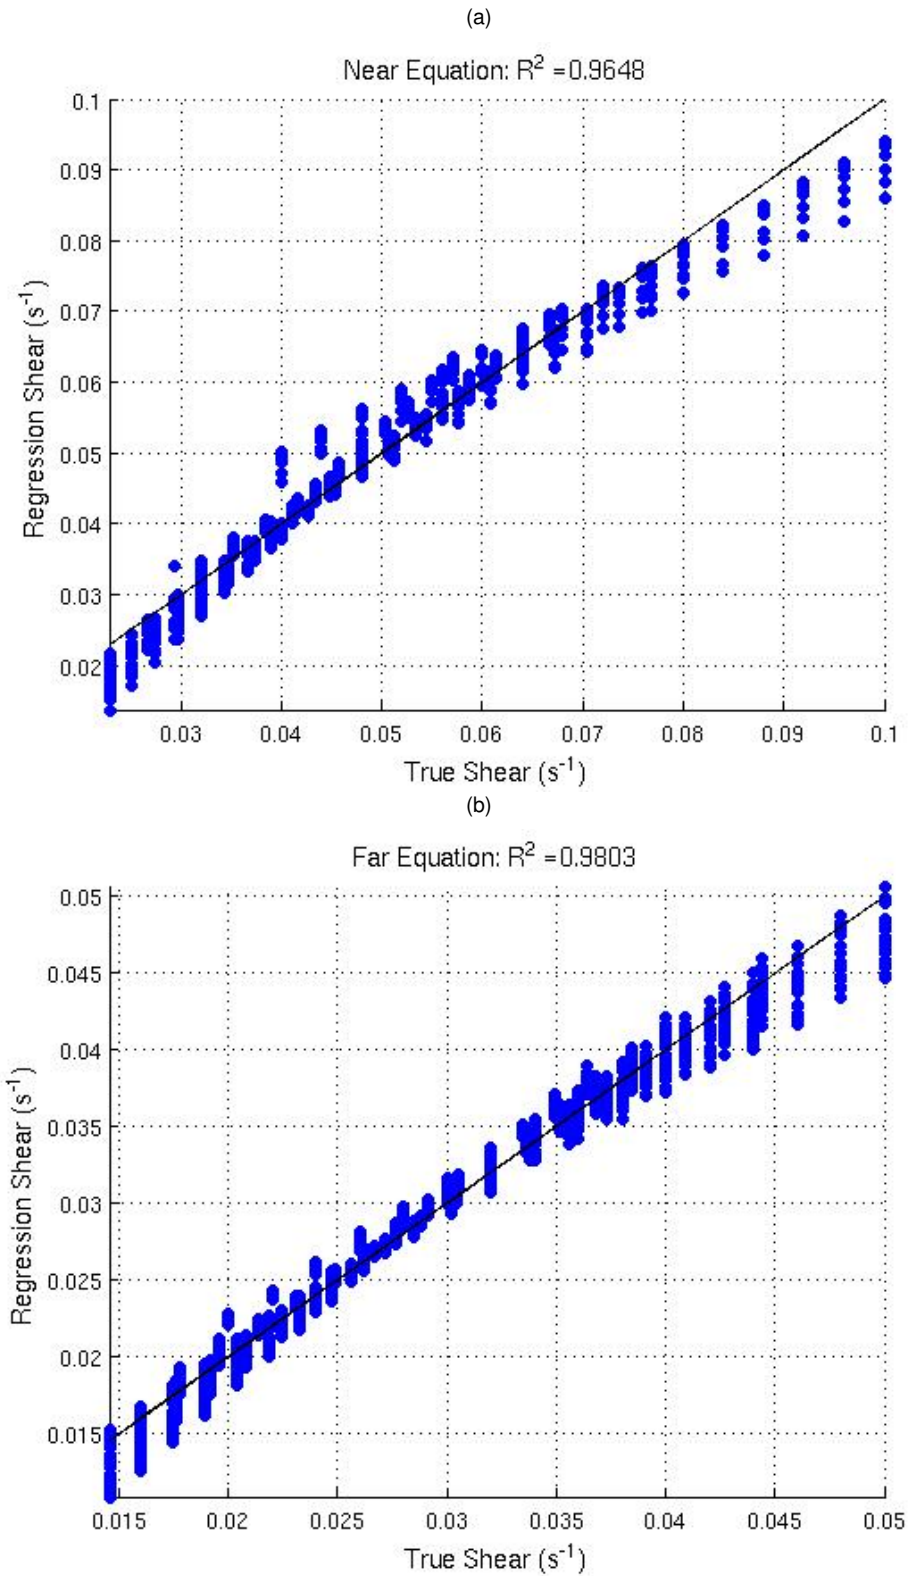 (a)
Near Equation: R² =0.9648
0.1
0.09
0.08
0.07
0.06
0.05
0.04
0.03
0.02
Regression Shear (s⁻¹)
0.03 0.04 0.05 0.06 0.07 0.08 0.09 0.1
True Shear (s⁻¹)
(b)
Far Equation: R² =0.9803
0.05
0.045
0.04
0.035
0.03
0.025
0.02
0.015
Regression Shear (s⁻¹)
0.015 0.02 0.025 0.03 0.035 0.04 0.045 0.05
True Shear (s⁻¹)